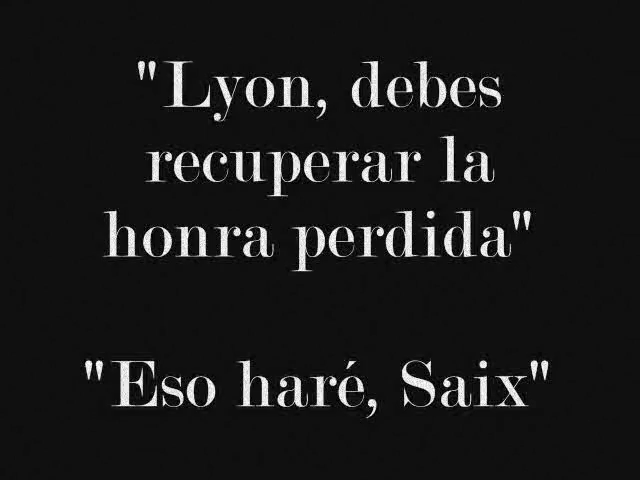 "Lyon, debes
recuperar la
honra perdida"
"Eso haré, Saix"